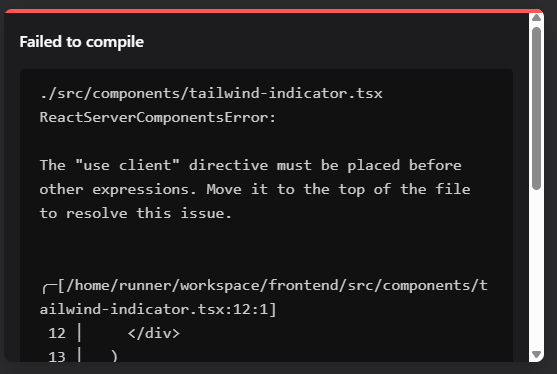 Failed to compile
./src/components/tailwind-indicator.tsx
ReactServerComponentsError:
The "use client" directive must be placed before
other expressions. Move it to the top of the file
to resolve this issue.
╭─[/home/runner/workspace/frontend/src/components/t
ailwind-indicator.tsx:12:1]
12 │     </div>
13 │   )